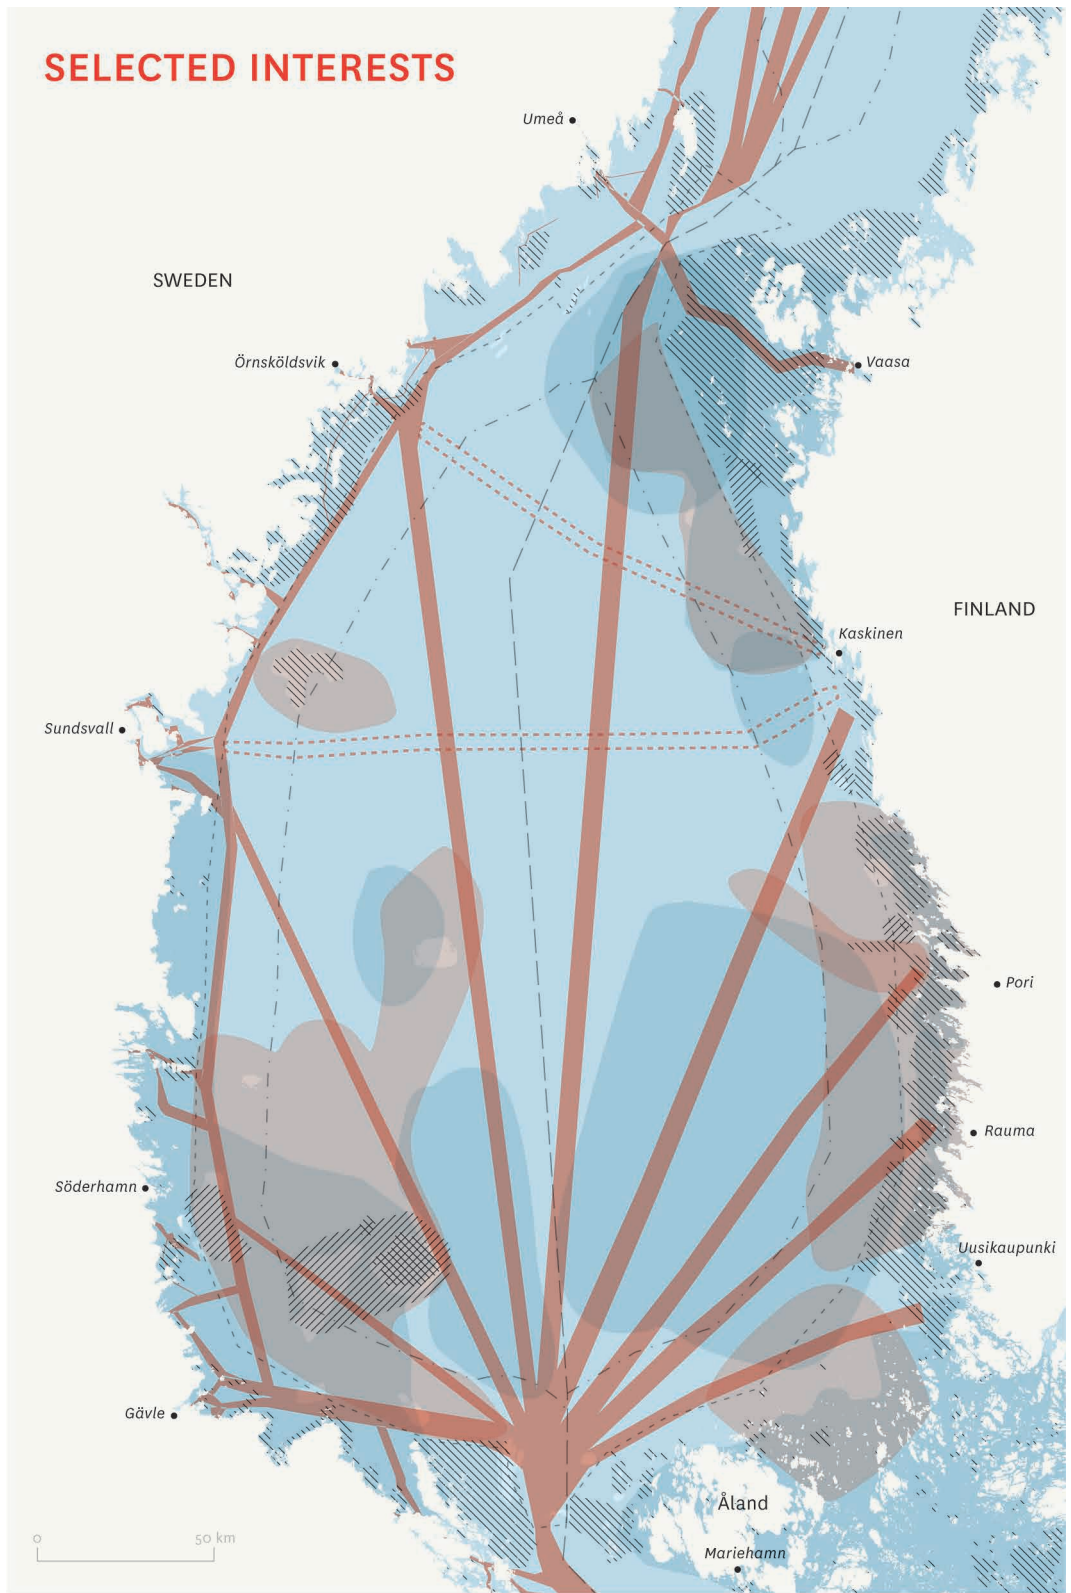 SELECTED INTERESTS
Umeå
SWEDEN
Örnsköldsvik
Vaasa
FINLAND
Kaskinen
Sundsvall
Pori
Rauma
Söderhamn
Uusikaupunki
Gävle
Åland
0 50 km
Mariehamn